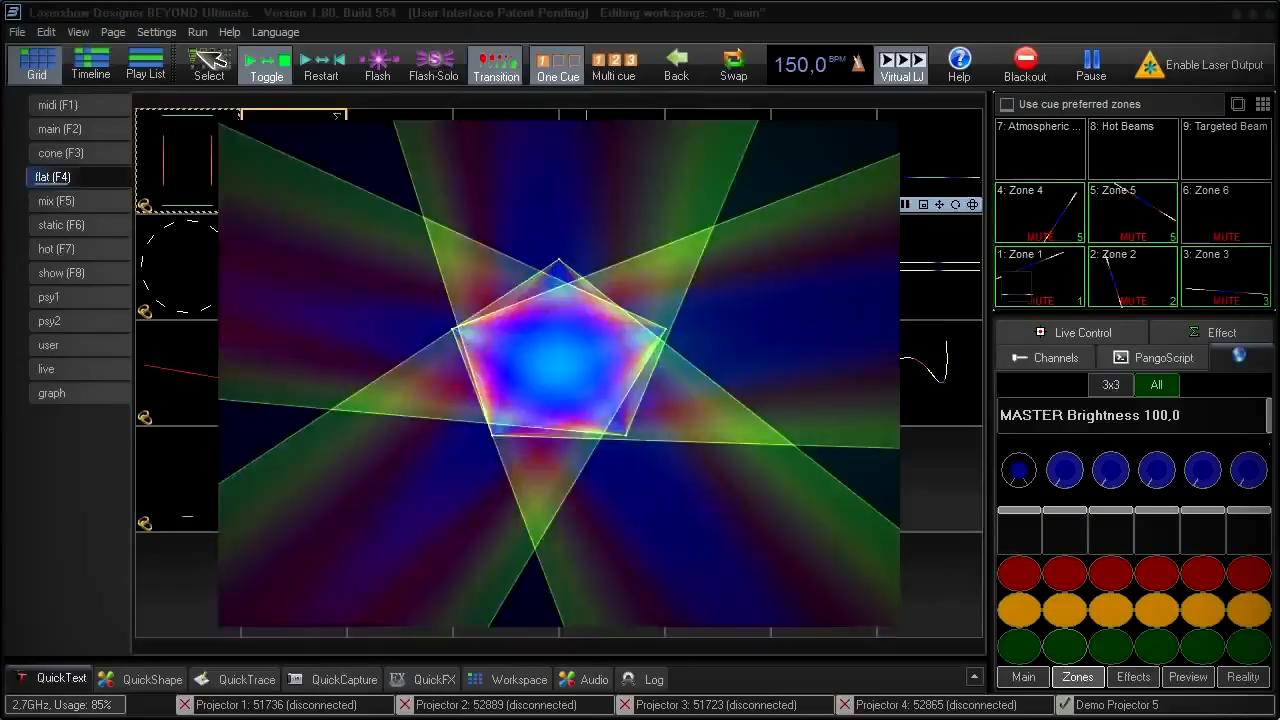 Lasershow Designer BEYOND Ultimate. Version 1.80, Build 554 [User Interface Patent Pending] Editing workspace: "B_main"
File Edit View Page Settings Run Help Language
Grid Timeline Play List Select Toggle Restart Flash Flash-Solo Transition One Cue Multi cue Back Swap 150,0 BPM Virtual LJ Help Blackout Pause Enable Laser Output
1 2 3
midi (F1)
main (F2)
cone (F3)
flat (F4)
mix (F5)
static (F6)
hot (F7)
show (F8)
psy1
psy2
user
live
graph
Use cue preferred zones
7: Atmospheric ... 8: Hot Beams 9: Targeted Beam
4: Zone 4 5: Zone 5 6: Zone 6
MUTE 5 MUTE 5 MUTE
1: Zone 1 2: Zone 2 3: Zone 3
MUTE 1 MUTE 2 MUTE 3
Live Control Effect
Channels PangoScript
3x3 All
MASTER Brightness 100,0
Main Zones Effects Preview Reality
QuickText QuickShape QuickTrace QuickCapture QuickFX Workspace Audio Log
2,7GHz, Usage: 85% Projector 1: 51736 (disconnected) Projector 2: 52889 (disconnected) Projector 3: 51723 (disconnected) Projector 4: 52865 (disconnected) Demo Projector 5